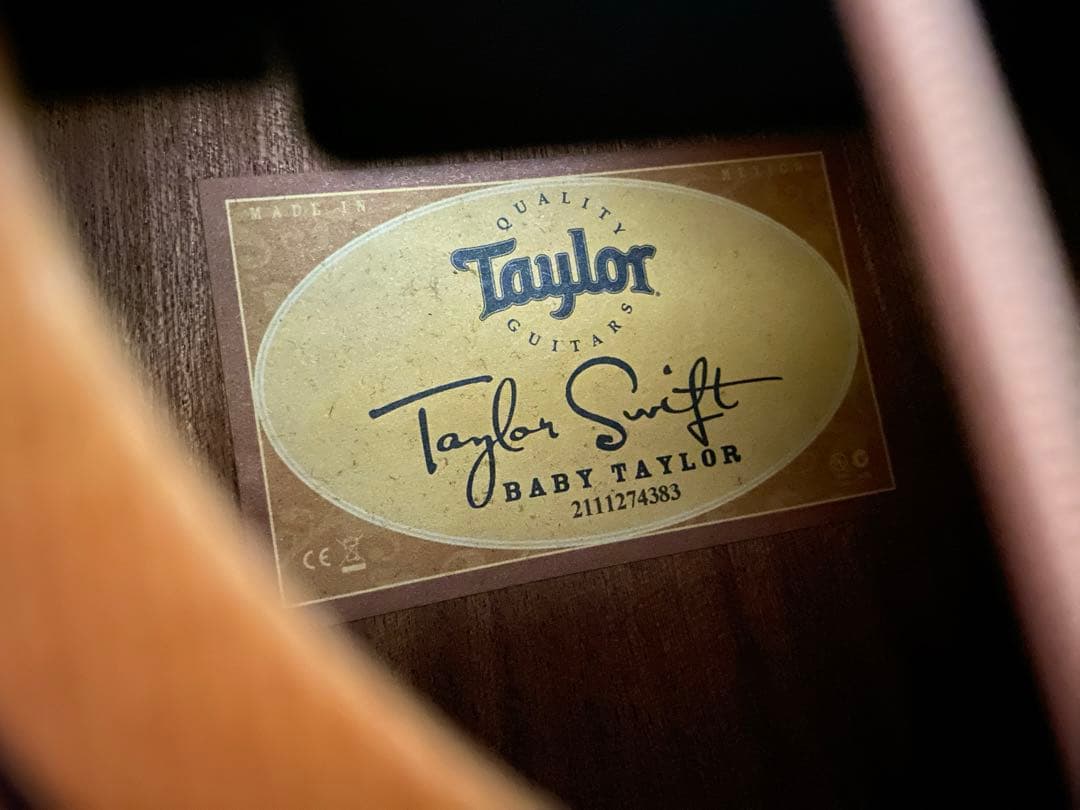 MADE IN MEXICO
QUALITY
Taylor
GUITARS
Taylor Swift
BABY TAYLOR
2111274383
CE